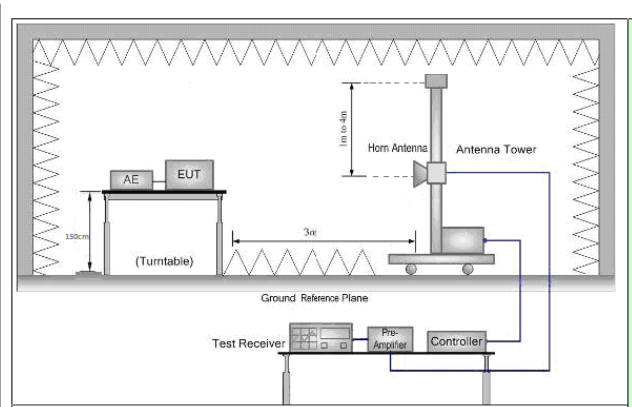 1m to 4m
Horn Antenna
Antenna Tower
AE
EUT
150cm
3m
(Turntable)
Ground Reference Plane
Test Receiver
Pre-
Amplifier
Controller